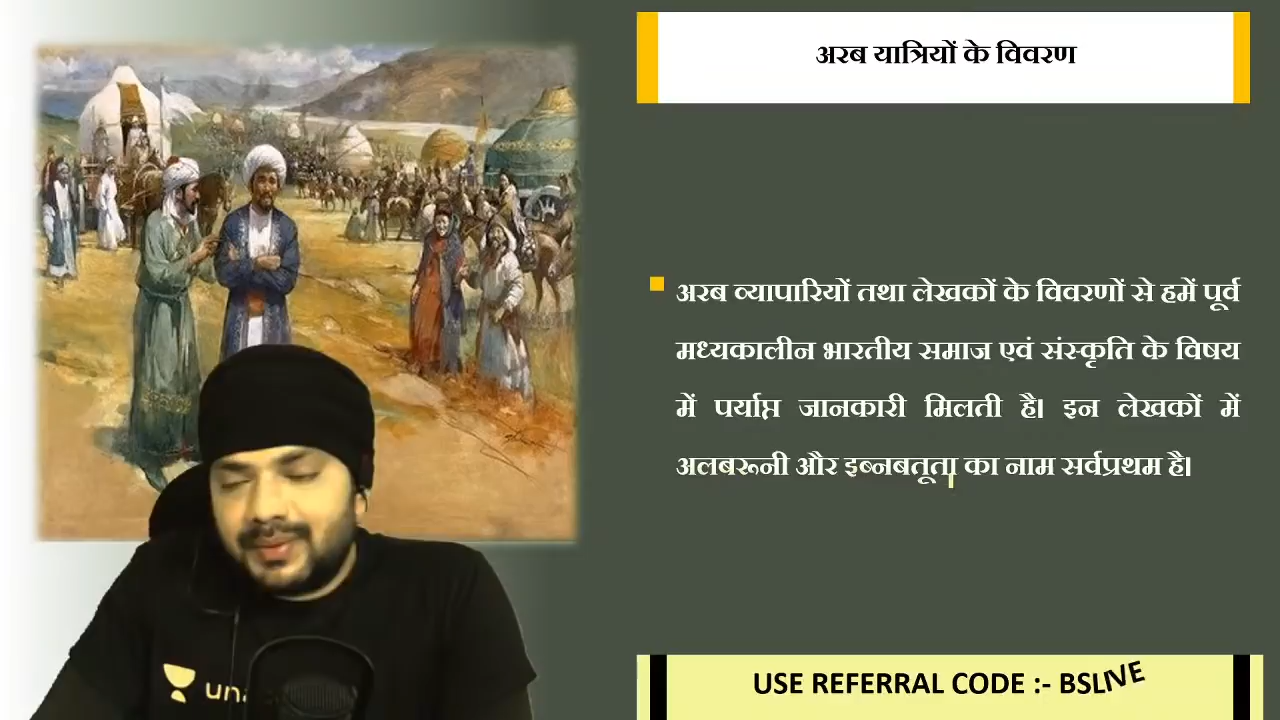 अरब यात्रियों के विवरण
अरब व्यापारियों तथा लेखकों के विवरणों से हमें पूर्व
मध्यकालीन भारतीय समाज एवं संस्कृति के विषय
में पर्याप्त जानकारी मिलती है। इन लेखकों में
अलबरूनी और इब्नबतूता का नाम सर्वप्रथम है।
una
USE REFERRAL CODE :- BSLIVE